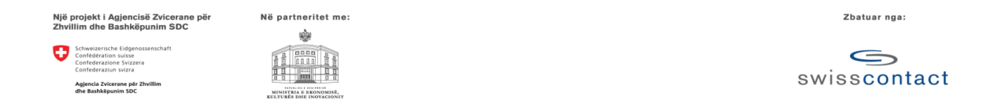 Një projekt i Agjencisë Zvicerane për
Zhvillim dhe Bashkëpunim SDC
Schweizerische Eidgenossenschaft
Confédération suisse
Confederazione Svizzera
Confederaziun svizra
Agjencia Zvicerane për Zhvillim
dhe Bashkëpunim SDC
Në partneritet me:
REPUBLIKA E SHQIPËRISË
MINISTRIA E EKONOMISË,
KULTURËS DHE INOVACIONIT
Zbatuar nga:
swisscontact